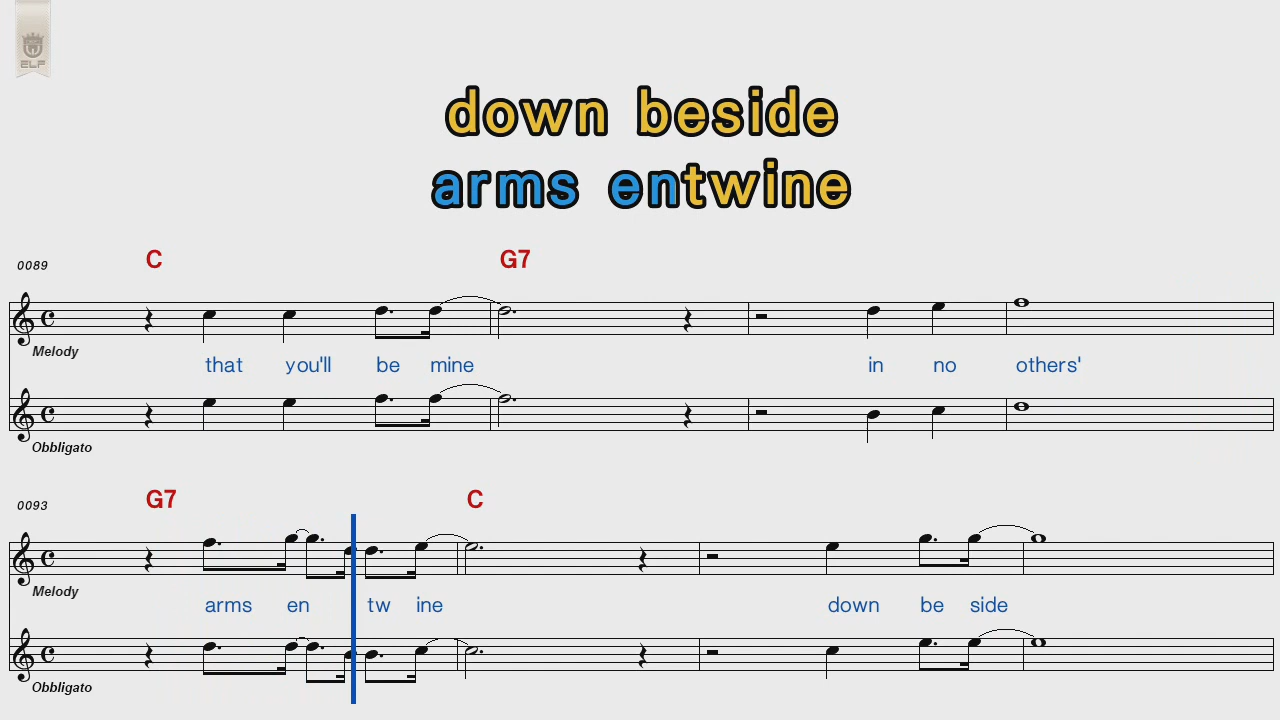 ELF
down beside
arms entwine
0089 C G7
Melody
that you'll be mine in no others'
Obbligato
0093 G7 C
Melody
arms en tw ine down be side
Obbligato